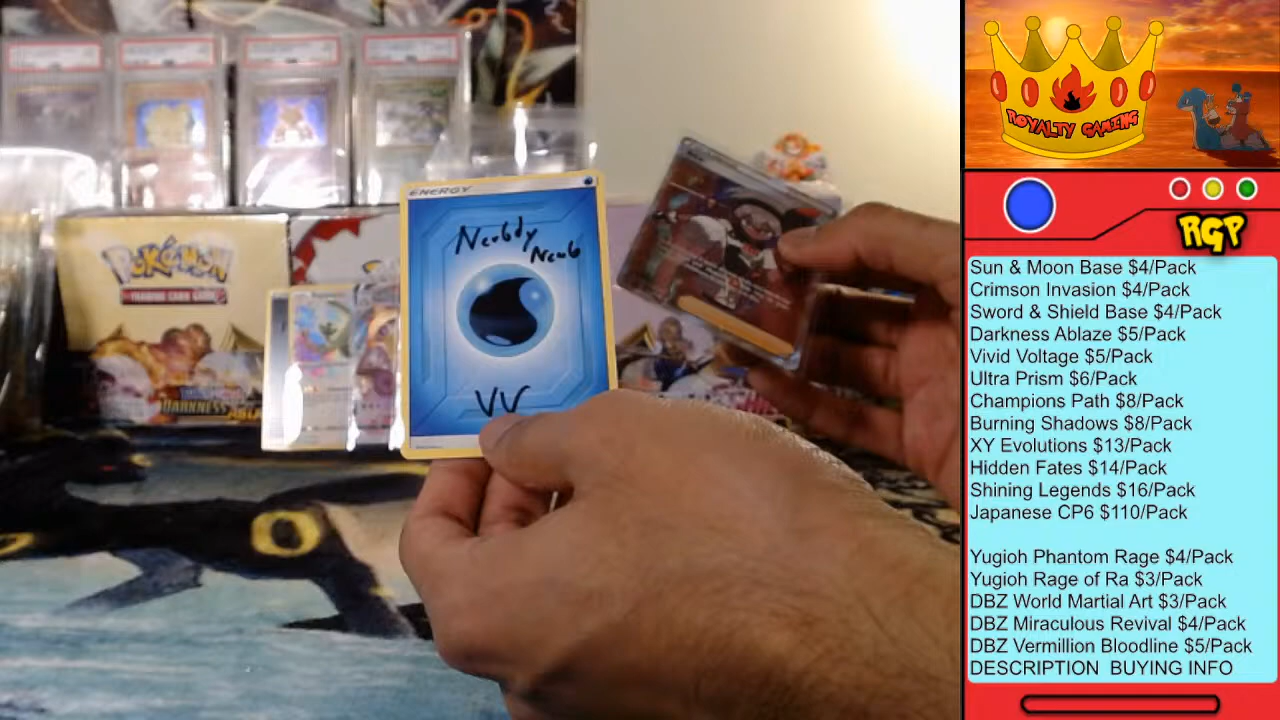 POKéMON
TRADING CARD GAME
DARKNESS
ENERGY
Nerbdy
Newb
VV
ROYALTY GAMING
RGP
Sun & Moon Base $4/Pack
Crimson Invasion $4/Pack
Sword & Shield Base $4/Pack
Darkness Ablaze $5/Pack
Vivid Voltage $5/Pack
Ultra Prism $6/Pack
Champions Path $8/Pack
Burning Shadows $8/Pack
XY Evolutions $13/Pack
Hidden Fates $14/Pack
Shining Legends $16/Pack
Japanese CP6 $110/Pack
Yugioh Phantom Rage $4/Pack
Yugioh Rage of Ra $3/Pack
DBZ World Martial Art $3/Pack
DBZ Miraculous Revival $4/Pack
DBZ Vermillion Bloodline $5/Pack
DESCRIPTION BUYING INFO